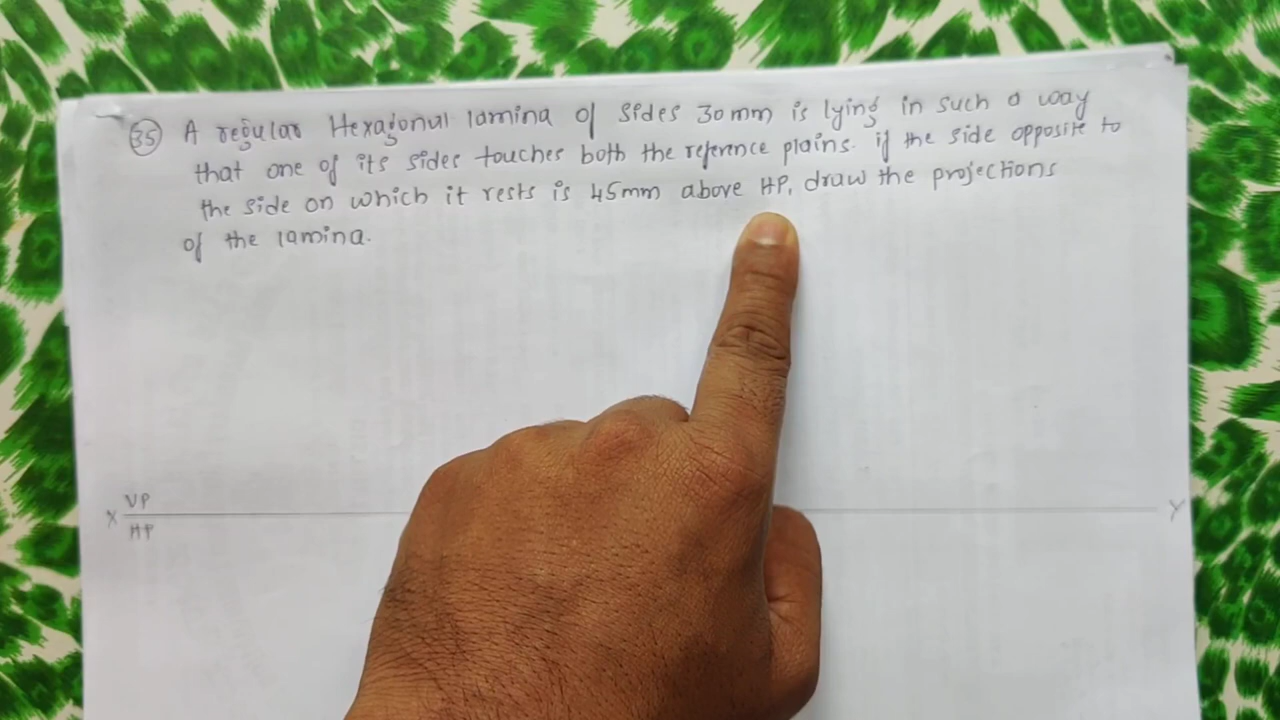 35 A regular Hexagonal lamina of sides 30mm is lying in such a way
that one of its sides touches both the reference plains. if the side opposite to
the side on which it rests is 45mm above HP, draw the projections
of the lamina.
X VP Y
HP